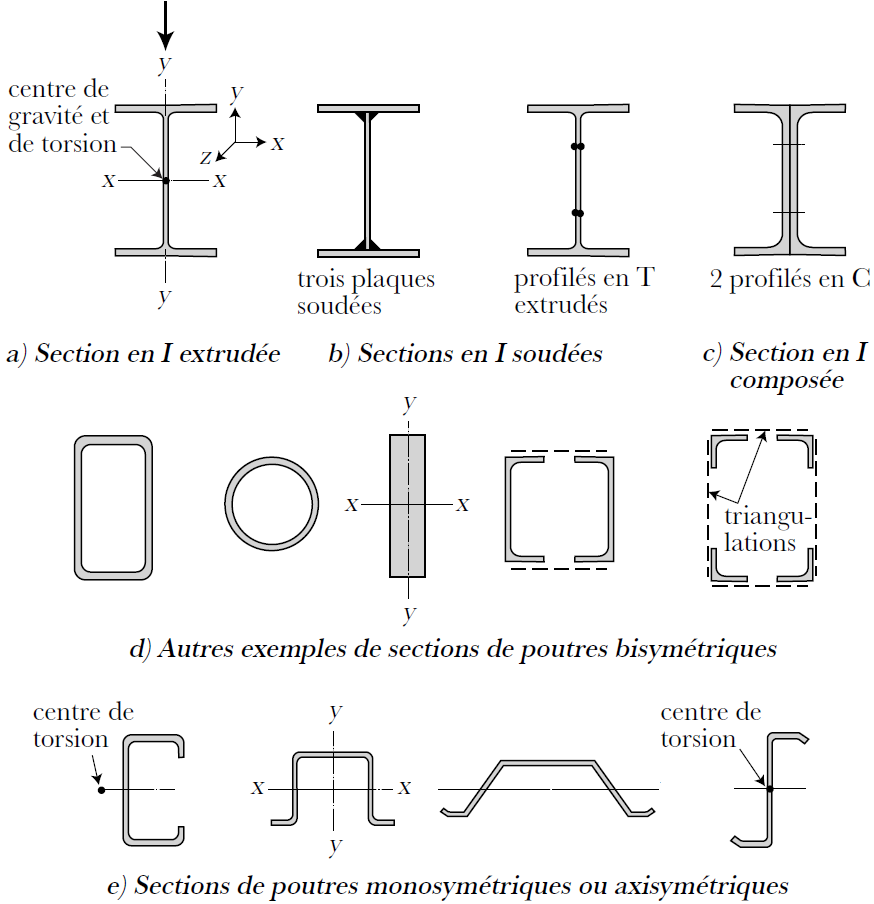 y
centre de
gravité et
de torsion
y
x
z
x
x
y
trois plaques
soudées
profilés en T
extrudés
2 profilés en C
a) Section en I extrudée
b) Sections en I soudées
c) Section en I
composée
y
x
x
y
triangu-
lations
d) Autres exemples de sections de poutres bisymétriques
centre de
torsion
y
x
x
y
centre de
torsion
e) Sections de poutres monosymétriques ou axisymétriques